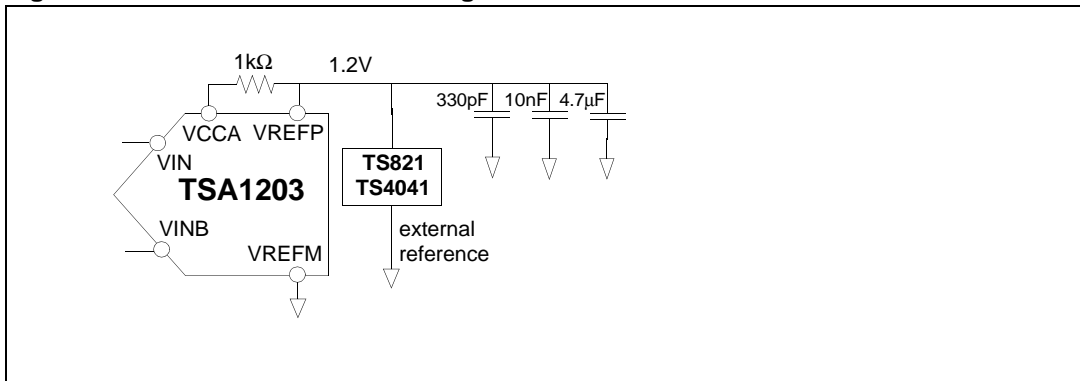 1kΩ
1.2V
330pF 10nF 4.7μF
VCCA VREFP
VIN
TSA1203
TS821
TS4041
VINB
VREFM
external
reference